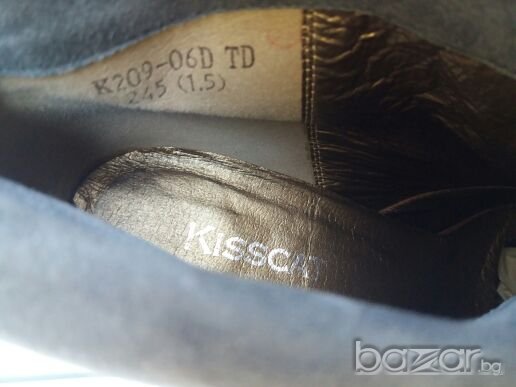 K209-06D TD
245 (1.5)
KISSCAT
bazar.bg